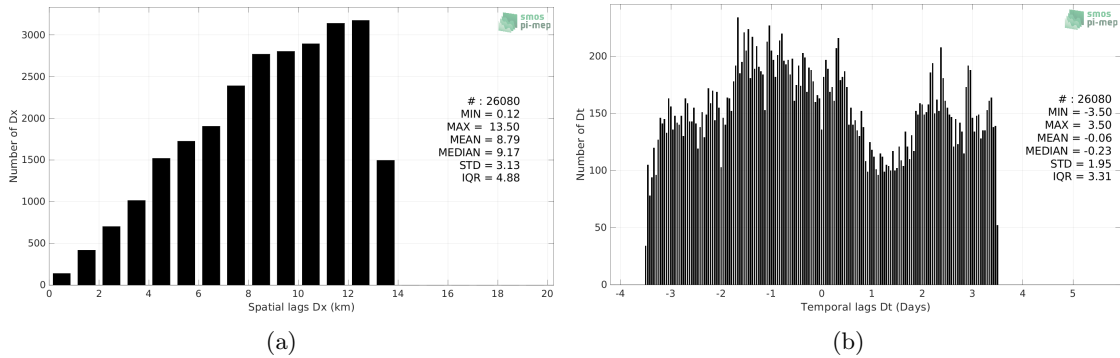 smos
pi-mep
Number of Dx
3000
2500
2000
1500
1000
500
0
# : 26080
MIN = 0.12
MAX = 13.50
MEAN = 8.79
MEDIAN = 9.17
STD = 3.13
IQR = 4.88
0 2 4 6 8 10 12 14 16 18 20
Spatial lags Dx (km)
(a)
smos
pi-mep
Number of Dt
200
150
100
50
0
# : 26080
MIN = -3.50
MAX = 3.50
MEAN = -0.06
MEDIAN = -0.23
STD = 1.95
IQR = 3.31
-4 -3 -2 -1 0 1 2 3 4 5
Temporal lags Dt (Days)
(b)